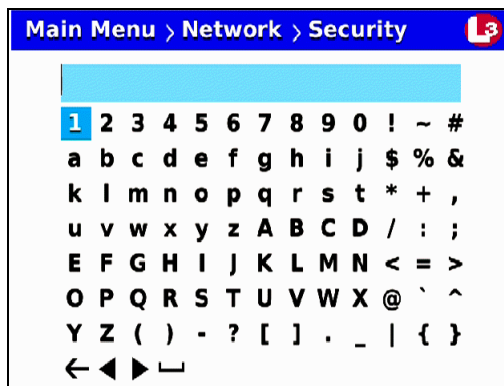 Main Menu > Network > Security
L3
1 2 3 4 5 6 7 8 9 0 ! ~ #
a b c d e f g h i j $ % &
k l m n o p q r s t * + ,
u v w x y z A B C D / : ;
E F G H I J K L M N < = >
O P Q R S T U V W X @ ` ^
Y Z ( ) - ? [ ] . _ | { }
← ◀ ▶ ⎵